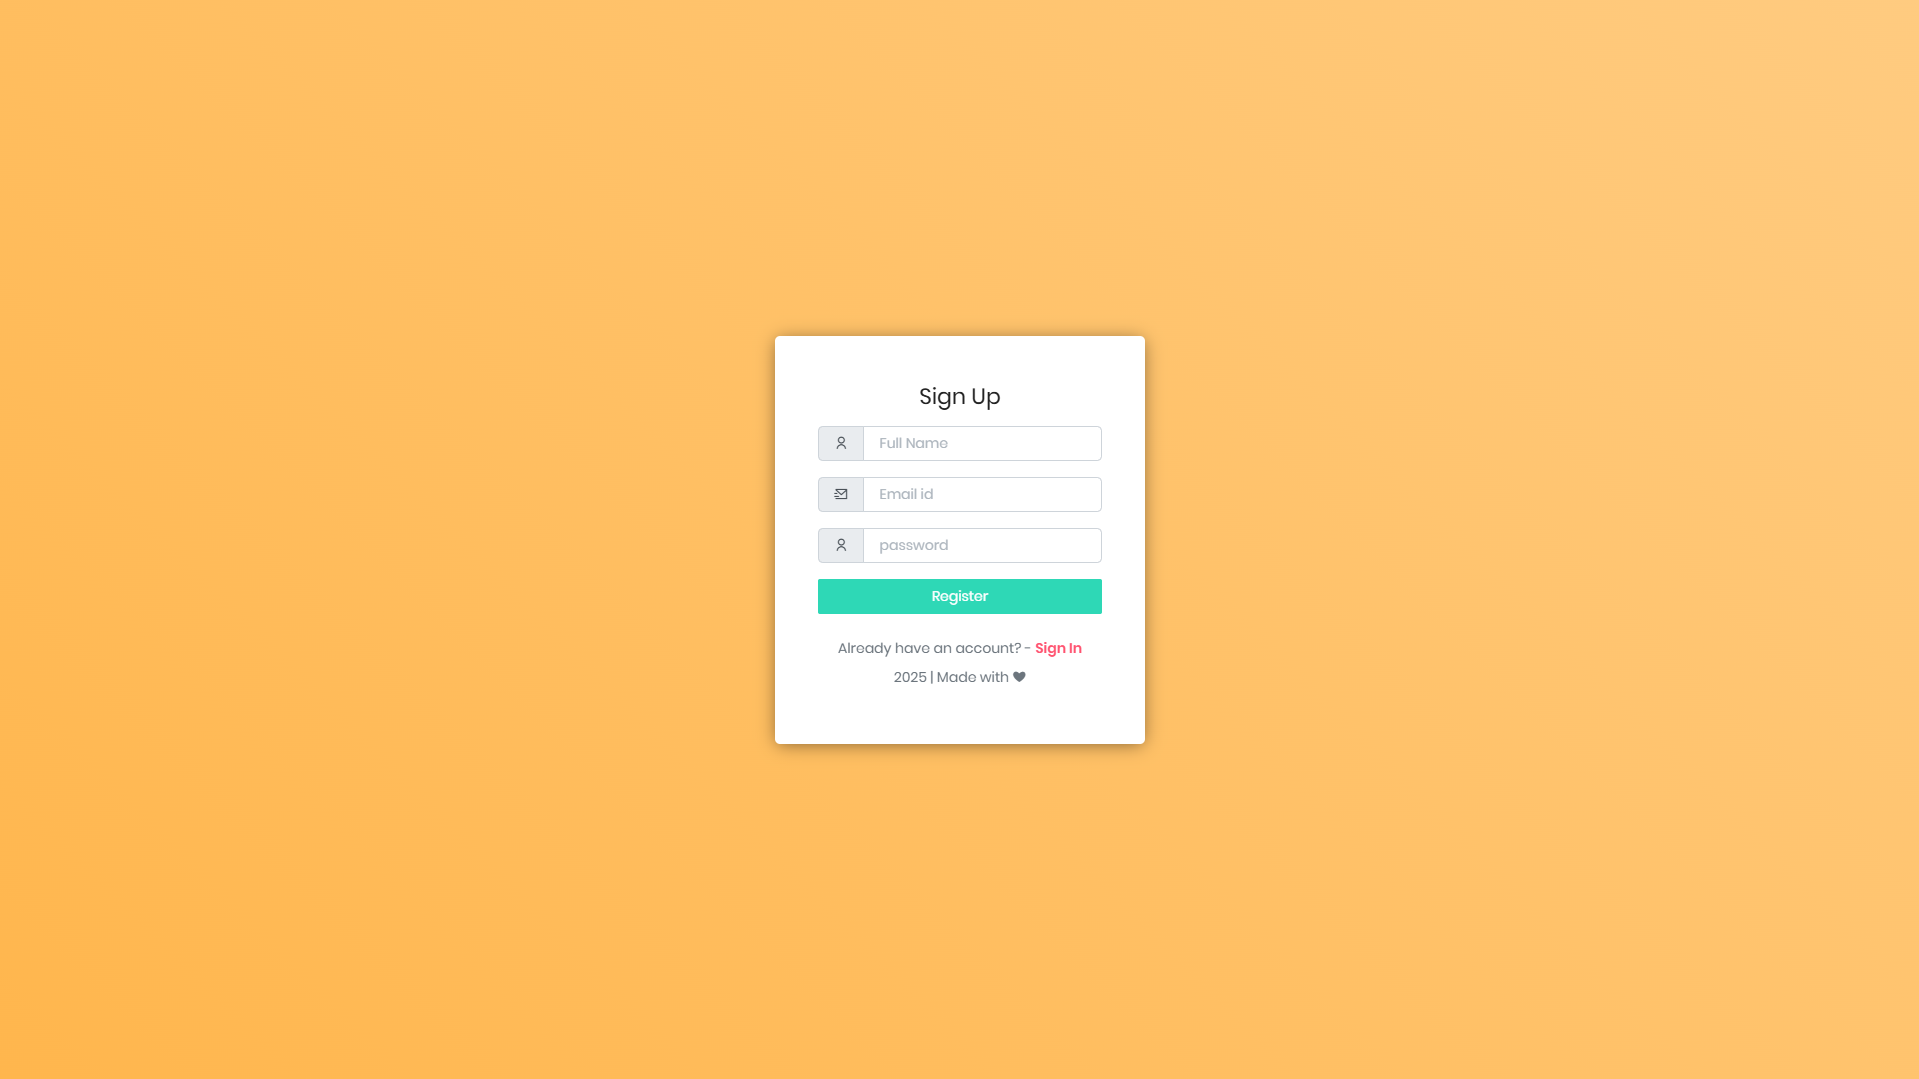 Sign Up
Full Name
Email id
password
Register
Already have an account? - Sign In
2025 | Made with